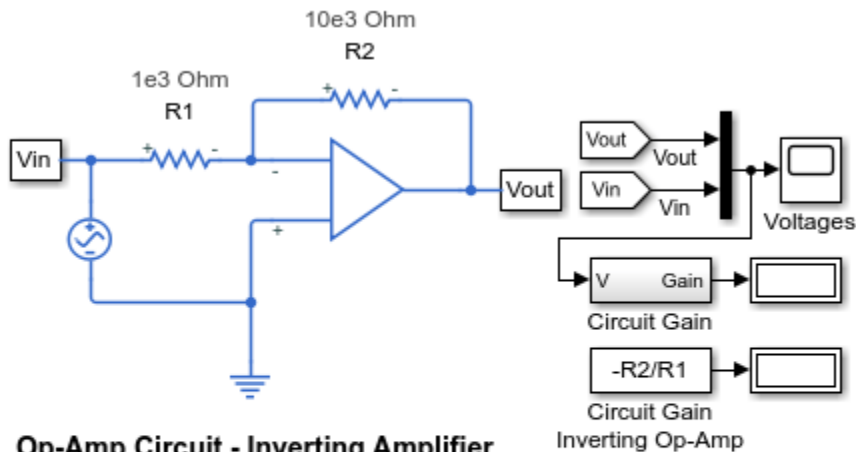 10e3 Ohm
R2
1e3 Ohm
R1
+ -
+ -
Vin
-
+
+
-
Vout
Vout
Vout
Vin
Vin
Voltages
V Gain
Circuit Gain
-R2/R1
Circuit Gain
Inverting Op-Amp
Op-Amp Circuit - Inverting Amplifier